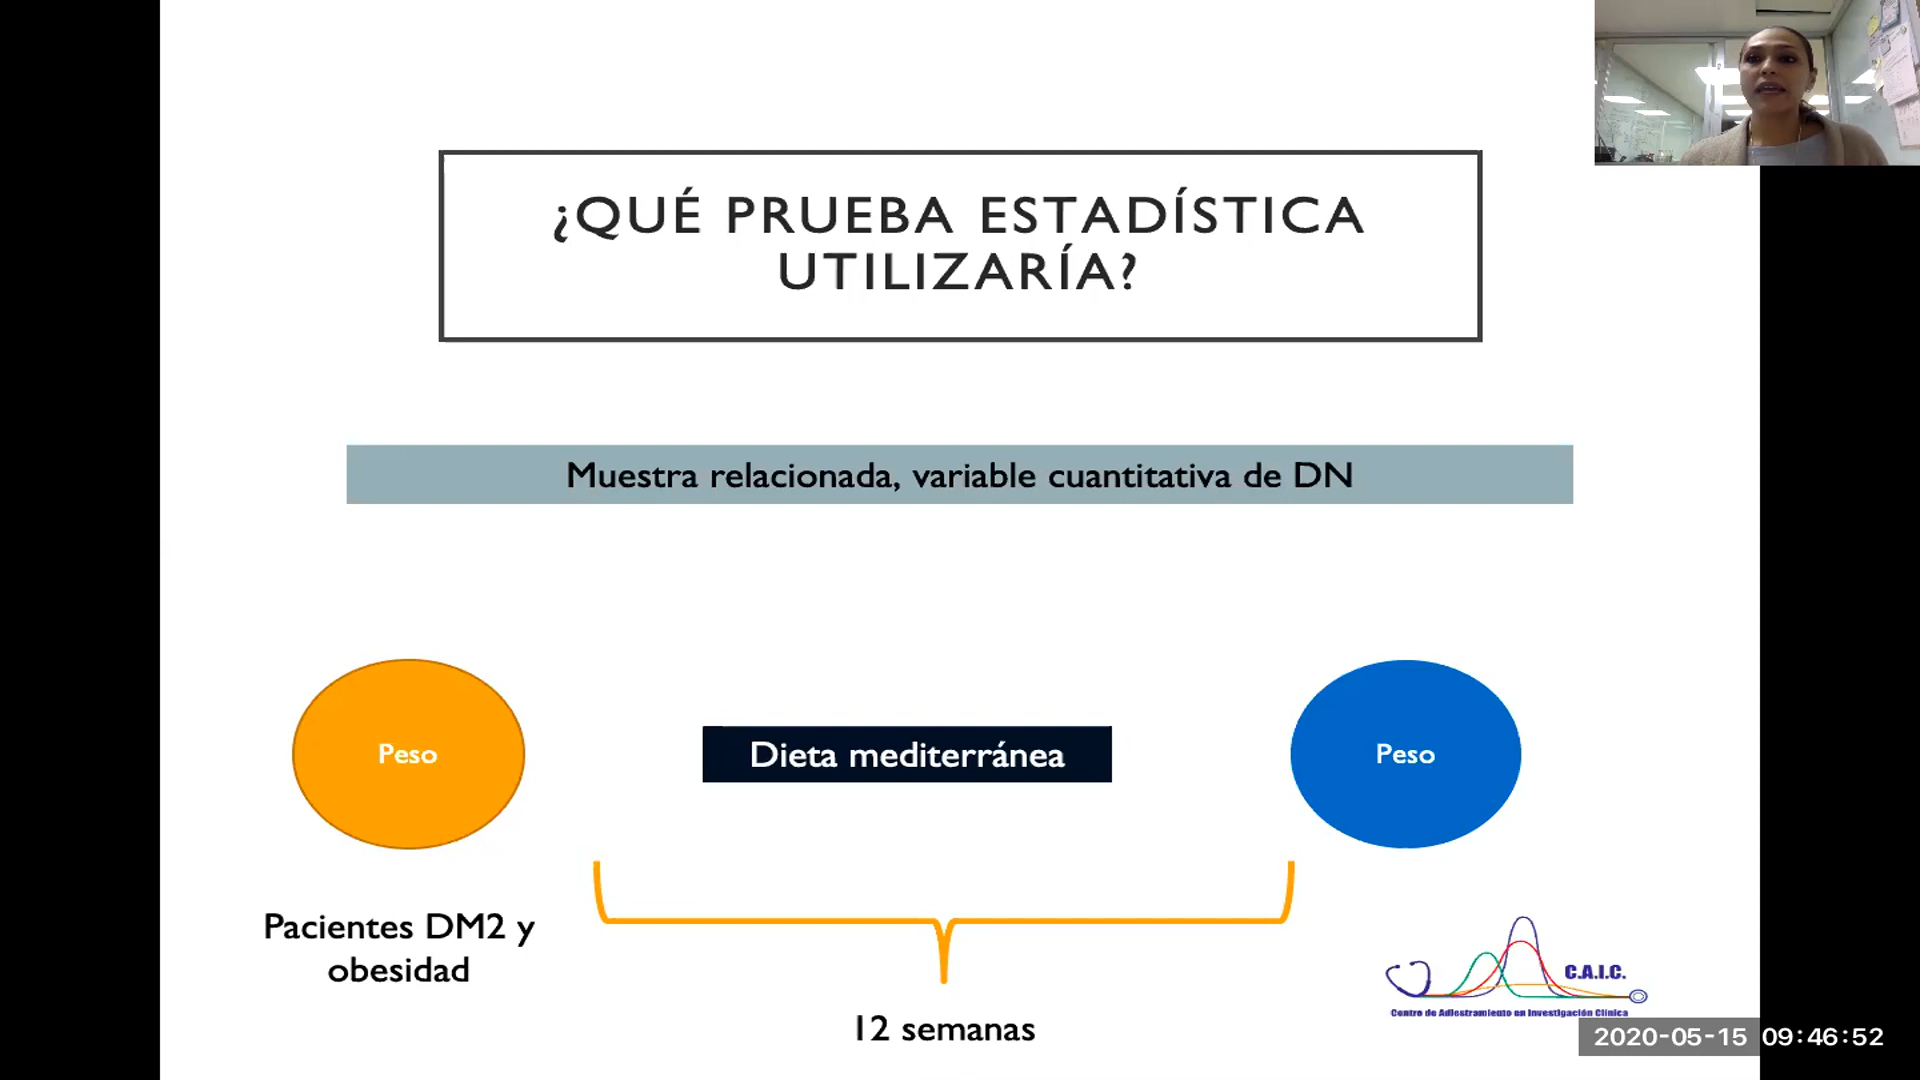 ¿QUÉ PRUEBA ESTADÍSTICA
UTILIZARÍA?
Muestra relacionada, variable cuantitativa de DN
Peso
Dieta mediterránea
Peso
Pacientes DM2 y
obesidad
12 semanas
C.A.I.C.
Centro de Adiestramiento en Investigación Clínica
2020-05-15 09:46:52